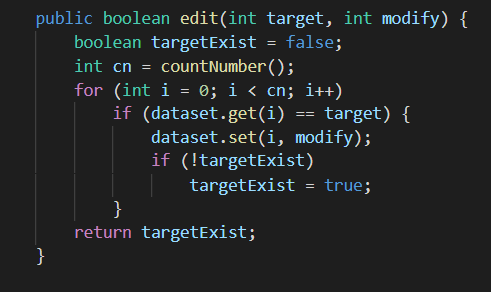 public boolean edit(int target, int modify) {
    boolean targetExist = false;
    int cn = countNumber();
    for (int i = 0; i < cn; i++)
        if (dataset.get(i) == target) {
            dataset.set(i, modify);
            if (!targetExist)
                targetExist = true;
        }
    return targetExist;
}